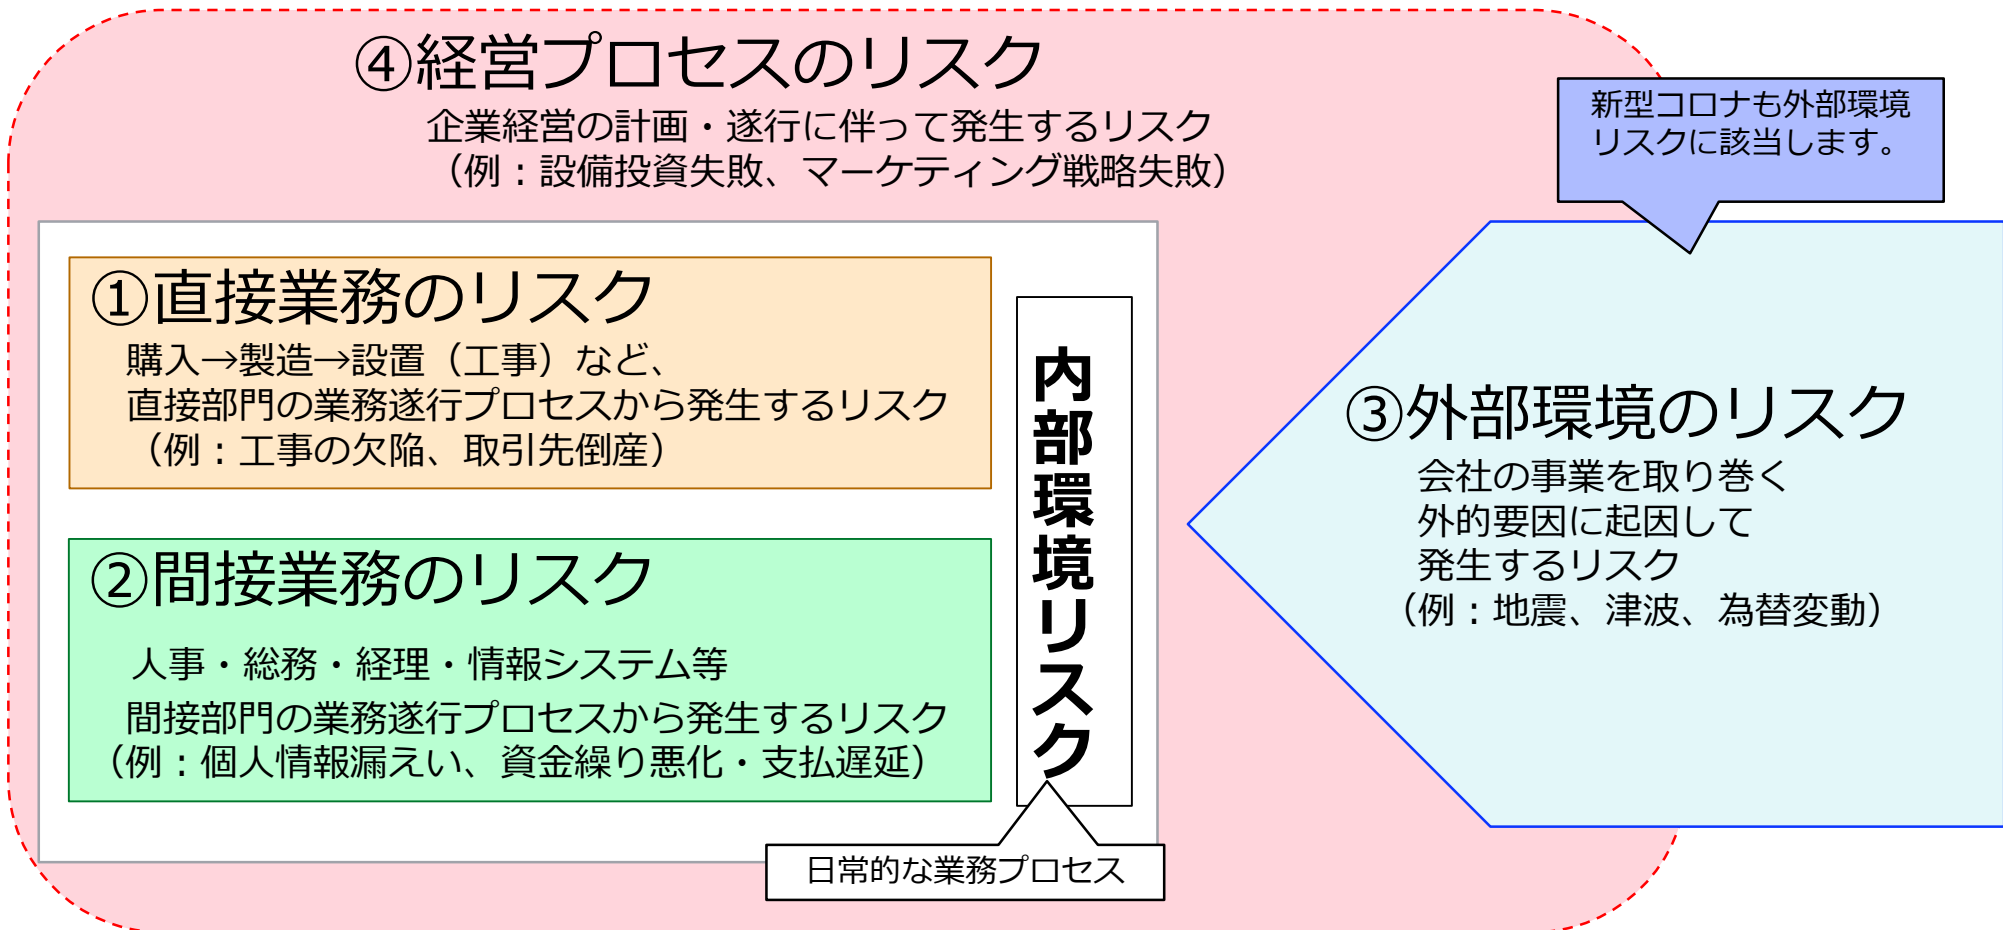 ④経営プロセスのリスク
企業経営の計画・遂行に伴って発生するリスク
（例：設備投資失敗、マーケティング戦略失敗）
新型コロナも外部環境
リスクに該当します。
①直接業務のリスク
購入→製造→設置（工事）など、
直接部門の業務遂行プロセスから発生するリスク
（例：工事の欠陥、取引先倒産）
②間接業務のリスク
人事・総務・経理・情報システム等
間接部門の業務遂行プロセスから発生するリスク
（例：個人情報漏えい、資金繰り悪化・支払遅延）
内部環境リスク
日常的な業務プロセス
③外部環境のリスク
会社の事業を取り巻く
外的要因に起因して
発生するリスク
（例：地震、津波、為替変動）